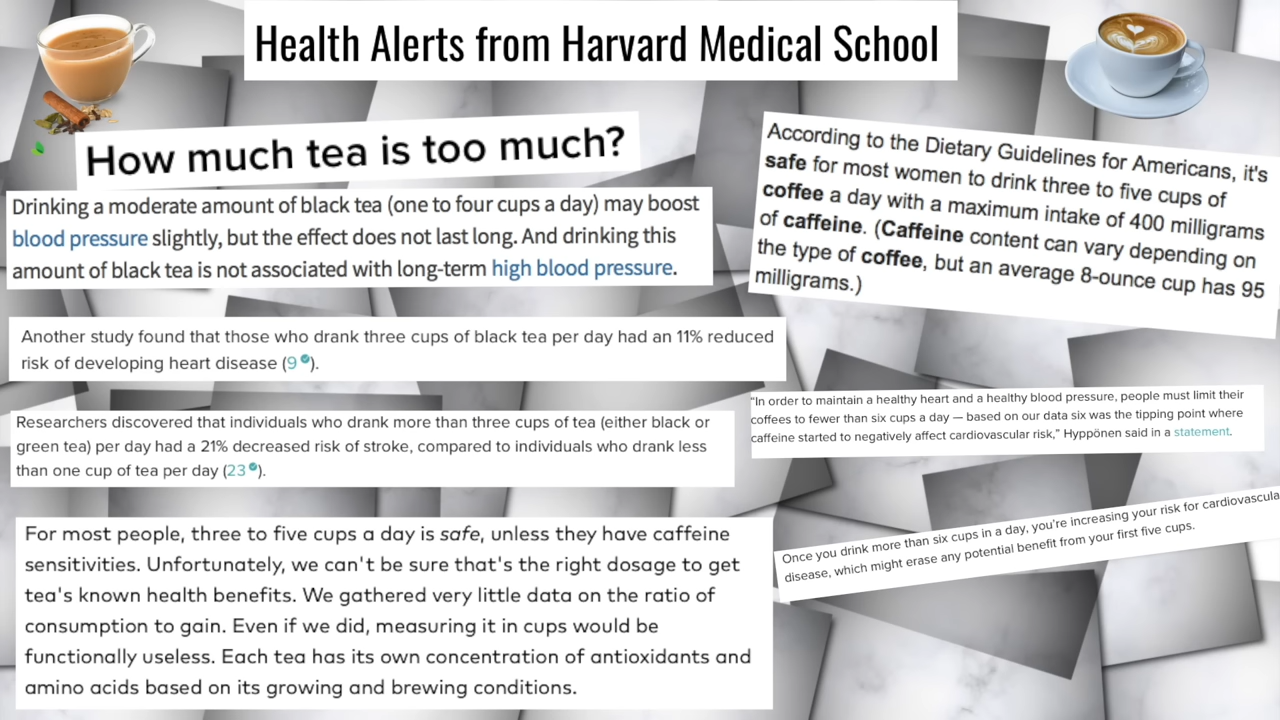 Health Alerts from Harvard Medical School
How much tea is too much?
Drinking a moderate amount of black tea (one to four cups a day) may boost
blood pressure slightly, but the effect does not last long. And drinking this
amount of black tea is not associated with long-term high blood pressure.
Another study found that those who drank three cups of black tea per day had an 11% reduced
risk of developing heart disease (9).
Researchers discovered that individuals who drank more than three cups of tea (either black or
green tea) per day had a 21% decreased risk of stroke, compared to individuals who drank less
than one cup of tea per day (23).
For most people, three to five cups a day is safe, unless they have caffeine
sensitivities. Unfortunately, we can't be sure that's the right dosage to get
tea's known health benefits. We gathered very little data on the ratio of
consumption to gain. Even if we did, measuring it in cups would be
functionally useless. Each tea has its own concentration of antioxidants and
amino acids based on its growing and brewing conditions.
According to the Dietary Guidelines for Americans, it's
safe for most women to drink three to five cups of
coffee a day with a maximum intake of 400 milligrams
of caffeine. (Caffeine content can vary depending on
the type of coffee, but an average 8-ounce cup has 95
milligrams.)
“In order to maintain a healthy heart and a healthy blood pressure, people must limit their
coffees to fewer than six cups a day — based on our data six was the tipping point where
caffeine started to negatively affect cardiovascular risk,” Hyppönen said in a statement.
Once you drink more than six cups in a day, you're increasing your risk for cardiovascula
disease, which might erase any potential benefit from your first five cups.